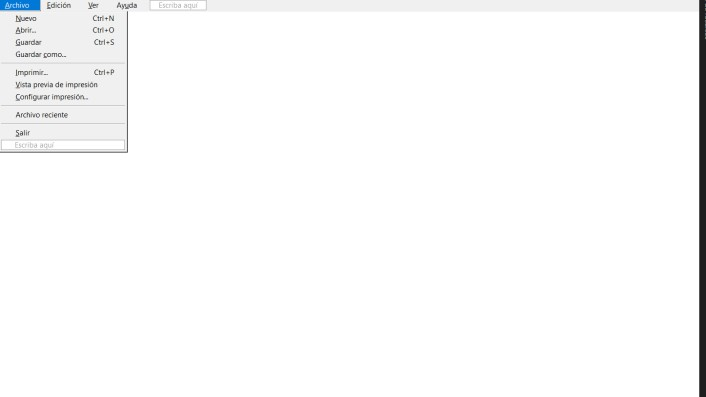 Archivo Edición Ver Ayuda Escriba aquí
Nuevo Ctrl+N
Abrir... Ctrl+O
Guardar Ctrl+S
Guardar como...
Imprimir... Ctrl+P
Vista previa de impresión
Configurar impresión...
Archivo reciente
Salir
Escriba aquí